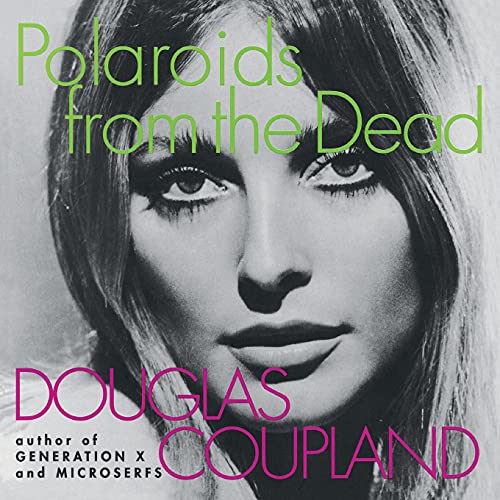 Polaroids
from the Dead
DOUGLAS
COUPLAND
author of
GENERATION X
and MICROSERFS